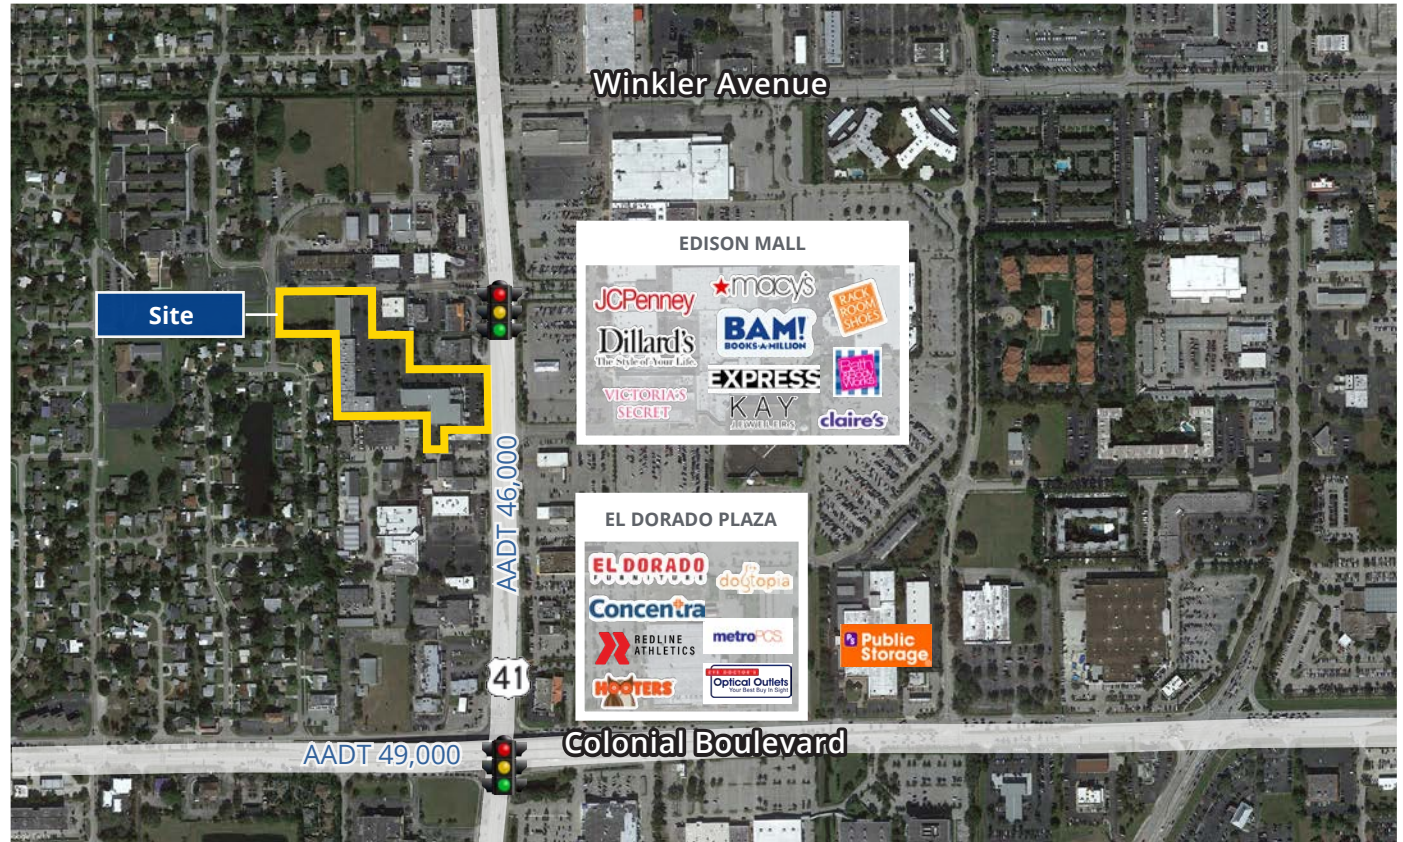 Winkler Avenue
Site
EDISON MALL
JCPenney
macy's
RACK
ROOM
SHOES
Dillard's
The Style of Your Life.
BAM!
BOOKS-A-MILLION
EXPRESS
Bath
Body
Works
VICTORIA'S
SECRET
KAY
JEWELERS
claire's
AADT 46,000
EL DORADO PLAZA
EL DORADO
FURNITURE
dogtopia
Concentra
REDLINE
ATHLETICS
metroPCS.
HOOTERS
EYE DOCTOR'S
Optical Outlets
Your Best Buy In Sight
PS
Public
Storage
41
AADT 49,000
Colonial Boulevard